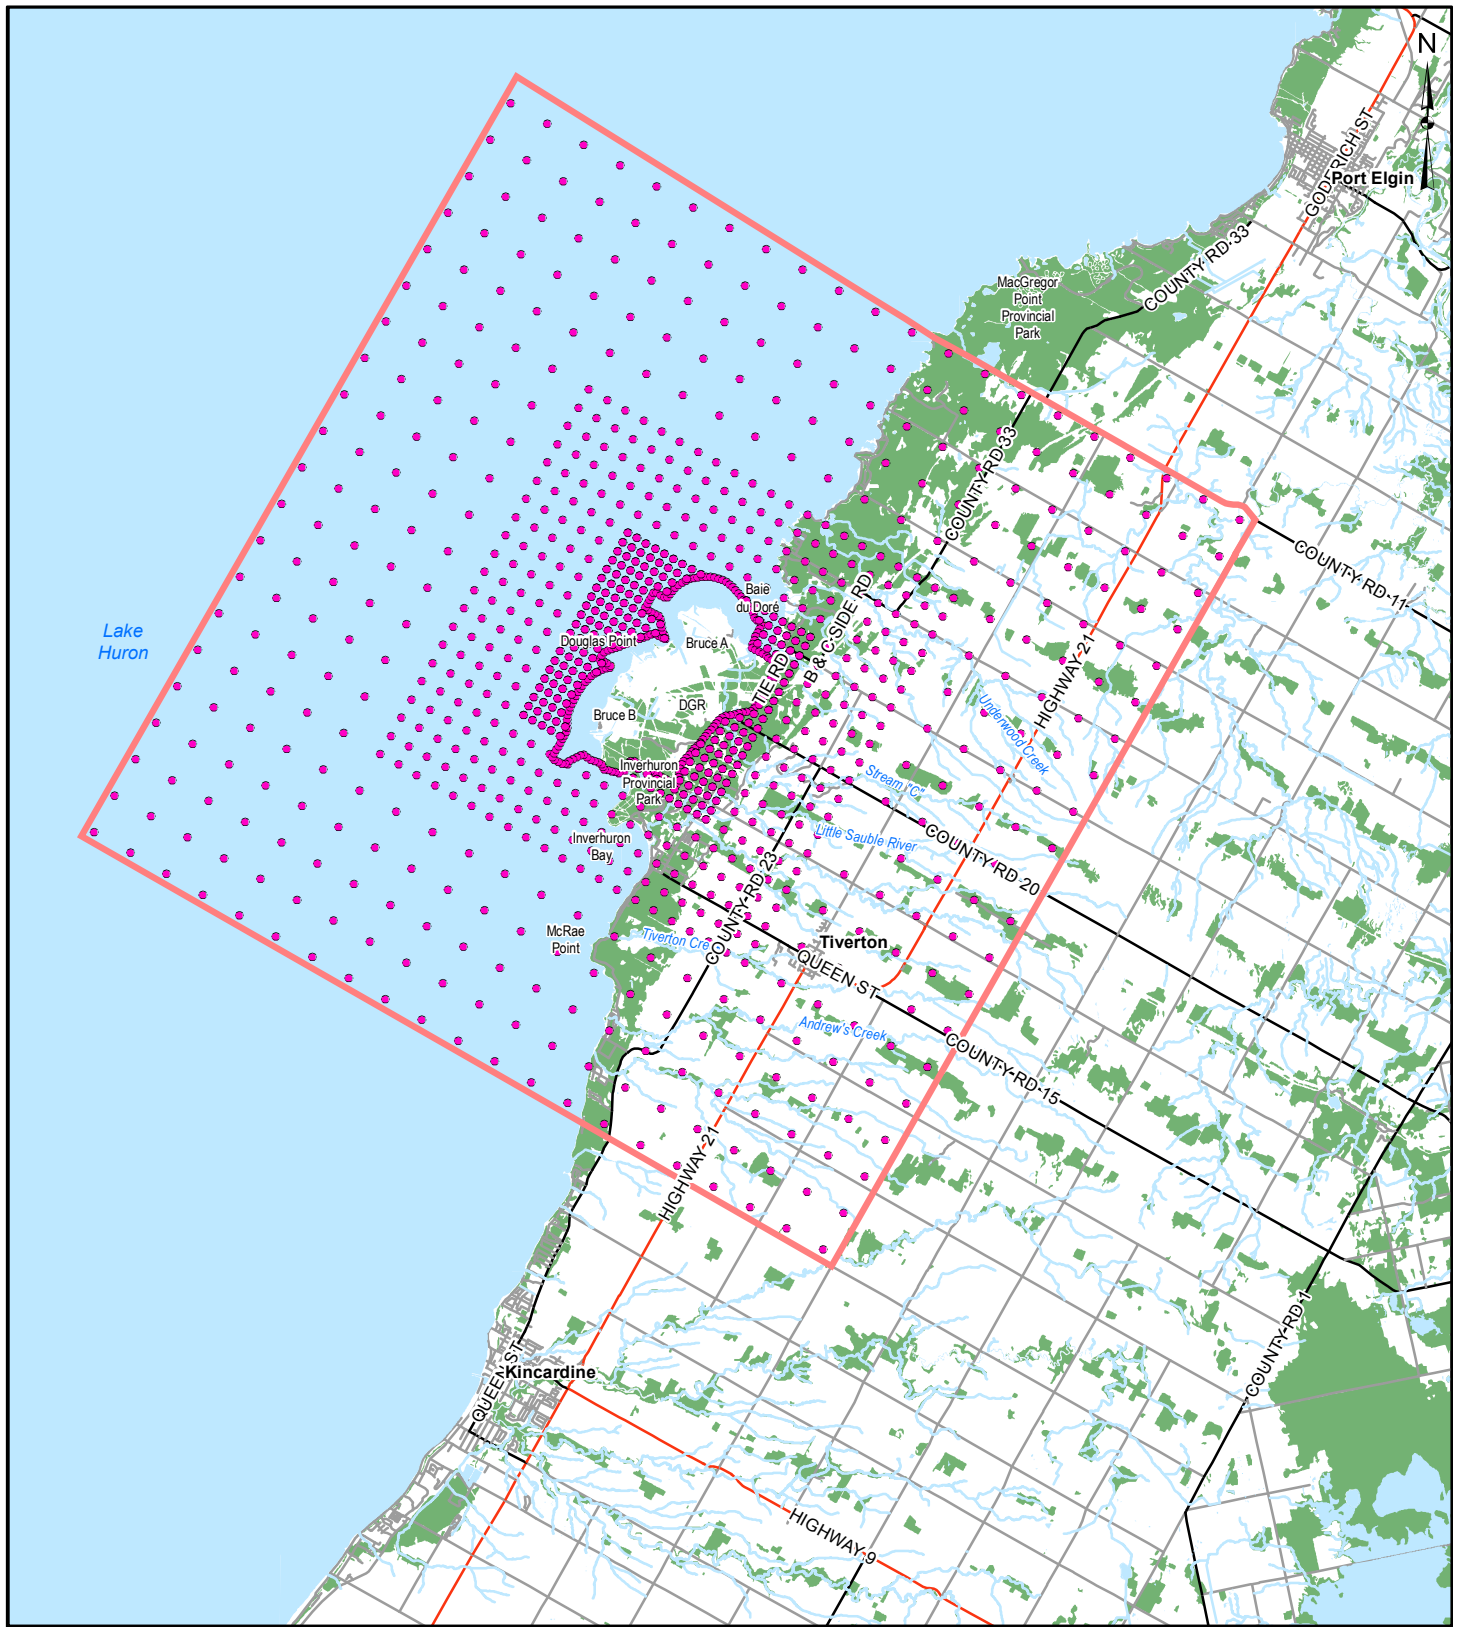 N
GODERICH ST
Port Elgin
COUNTY RD 33
MacGregor
Point
Provincial
Park
COUNTY RD 33
COUNTY RD 11
Baie
du Doré
B & C SIDE RD
Lake
Huron
Douglas Point
Bruce A
TIE RD
HIGHWAY 21
Underwood Creek
DGR
Bruce B
Inverhuron
Provincial
Park
Stream "C"
Little Sauble River
COUNTY RD 20
Inverhuron
Bay
COUNTY RD 23
McRae
Point
Tiverton Cre
Tiverton
QUEEN ST
Andrew's Creek
COUNTY RD 15
HIGHWAY 21
COUNTY RD 1
QUEEN ST
Kincardine
HIGHWAY 9